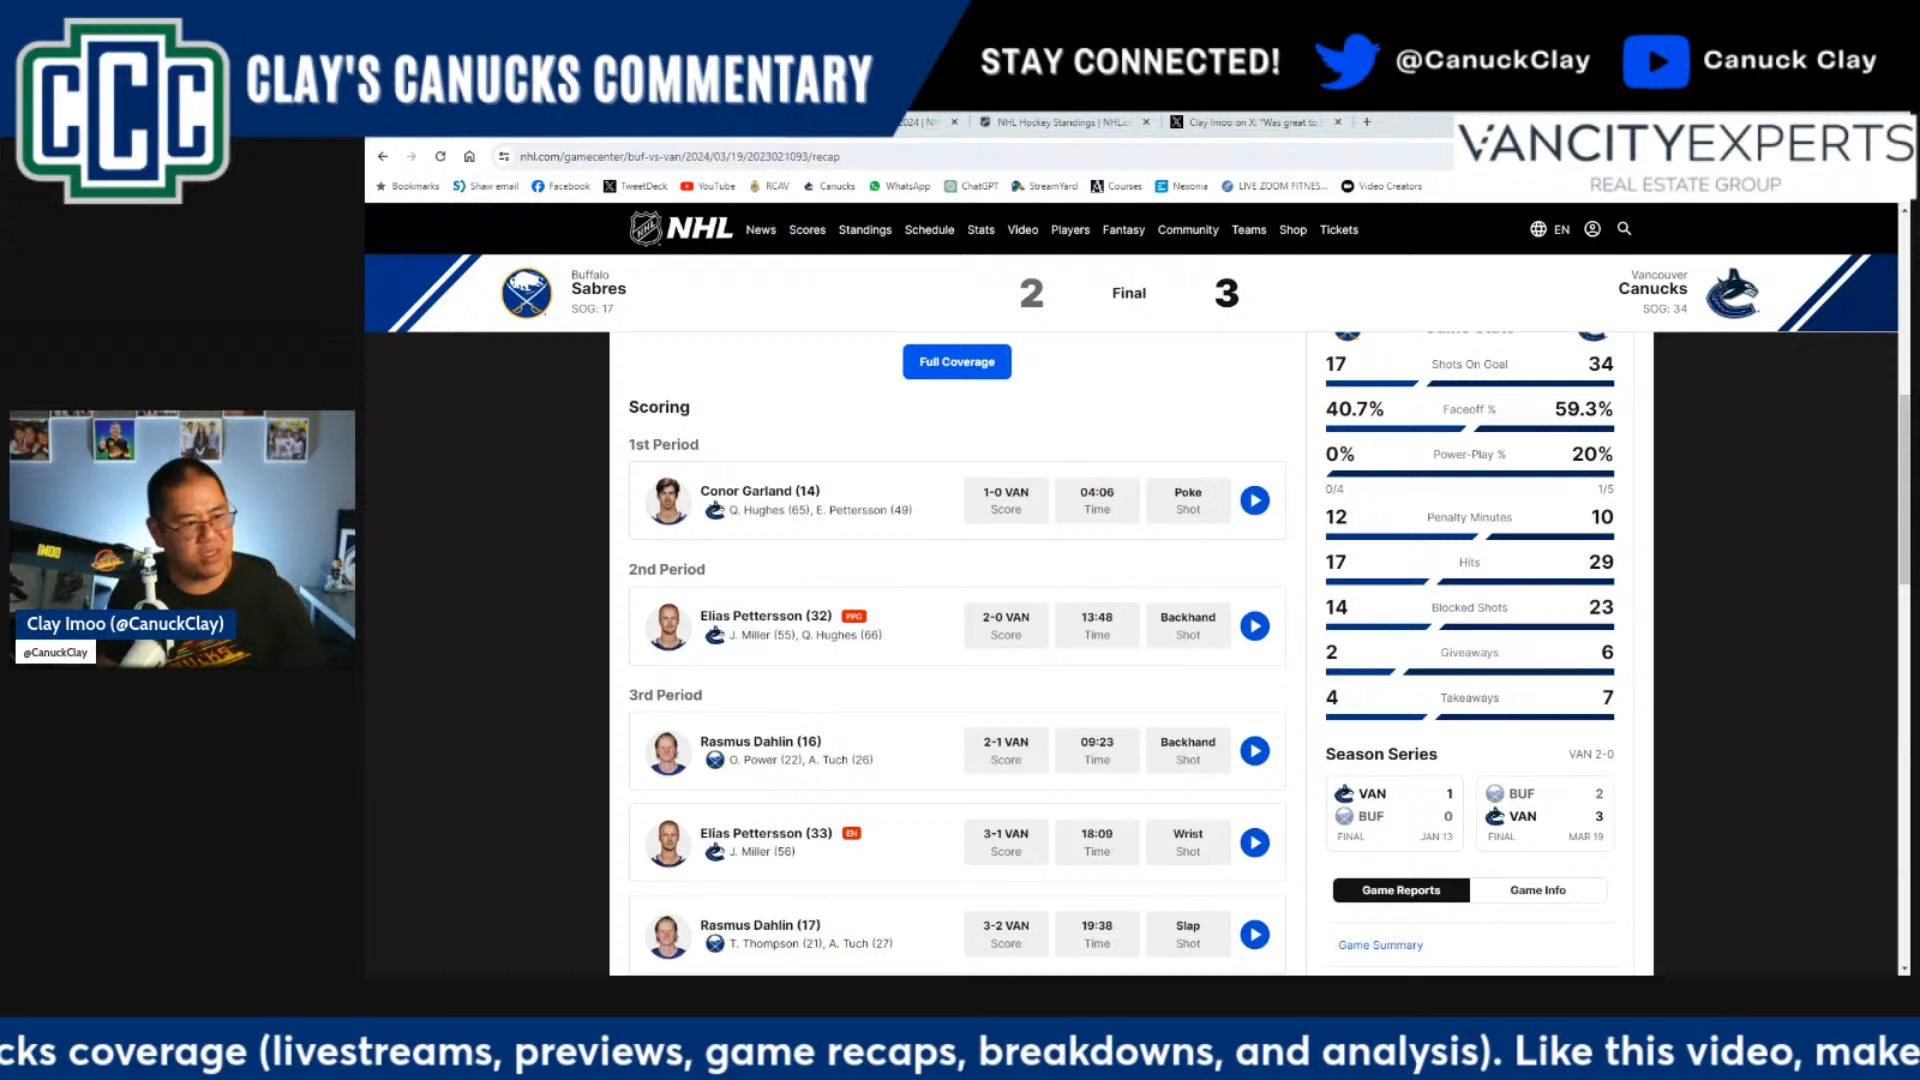 CCC
CLAY'S CANUCKS COMMENTARY
STAY CONNECTED!
@CanuckClay
Canuck Clay
2024 | NH
NHL Hockey Standings | NHL.c
Clay Imoo on X: "Was great to
VANCITYEXPERTS
REAL ESTATE GROUP
nhl.com/gamecenter/buf-vs-van/2024/03/19/2023021093/recap
Bookmarks Shaw email Facebook TweetDeck YouTube RCAV Canucks WhatsApp ChatGPT StreamYard Courses Nexonia LIVE ZOOM FITNES... Video Creators
NHL News Scores Standings Schedule Stats Video Players Fantasy Community Teams Shop Tickets EN
Buffalo
Sabres
SOG: 17
2 Final 3
Vancouver
Canucks
SOG: 34
Full Coverage
Scoring
1st Period
Conor Garland (14)
Q. Hughes (65), E. Pettersson (49)
1-0 VAN
Score
04:06
Time
Poke
Shot
2nd Period
Elias Pettersson (32) PPG
J. Miller (55), Q. Hughes (66)
2-0 VAN
Score
13:48
Time
Backhand
Shot
3rd Period
Rasmus Dahlin (16)
O. Power (22), A. Tuch (26)
2-1 VAN
Score
09:23
Time
Backhand
Shot
Elias Pettersson (33) EN
J. Miller (56)
3-1 VAN
Score
18:09
Time
Wrist
Shot
Rasmus Dahlin (17)
T. Thompson (21), A. Tuch (27)
3-2 VAN
Score
19:38
Time
Slap
Shot
17 Shots On Goal 34
40.7% Faceoff % 59.3%
0% Power-Play % 20%
0/4 1/5
12 Penalty Minutes 10
17 Hits 29
14 Blocked Shots 23
2 Giveaways 6
4 Takeaways 7
Season Series VAN 2-0
VAN 1
BUF 0
FINAL JAN 13
BUF 2
VAN 3
FINAL MAR 19
Game Reports Game Info
Game Summary
IMOO
Clay Imoo (@CanuckClay)
@CanuckClay
cks coverage (livestreams, previews, game recaps, breakdowns, and analysis). Like this video, make